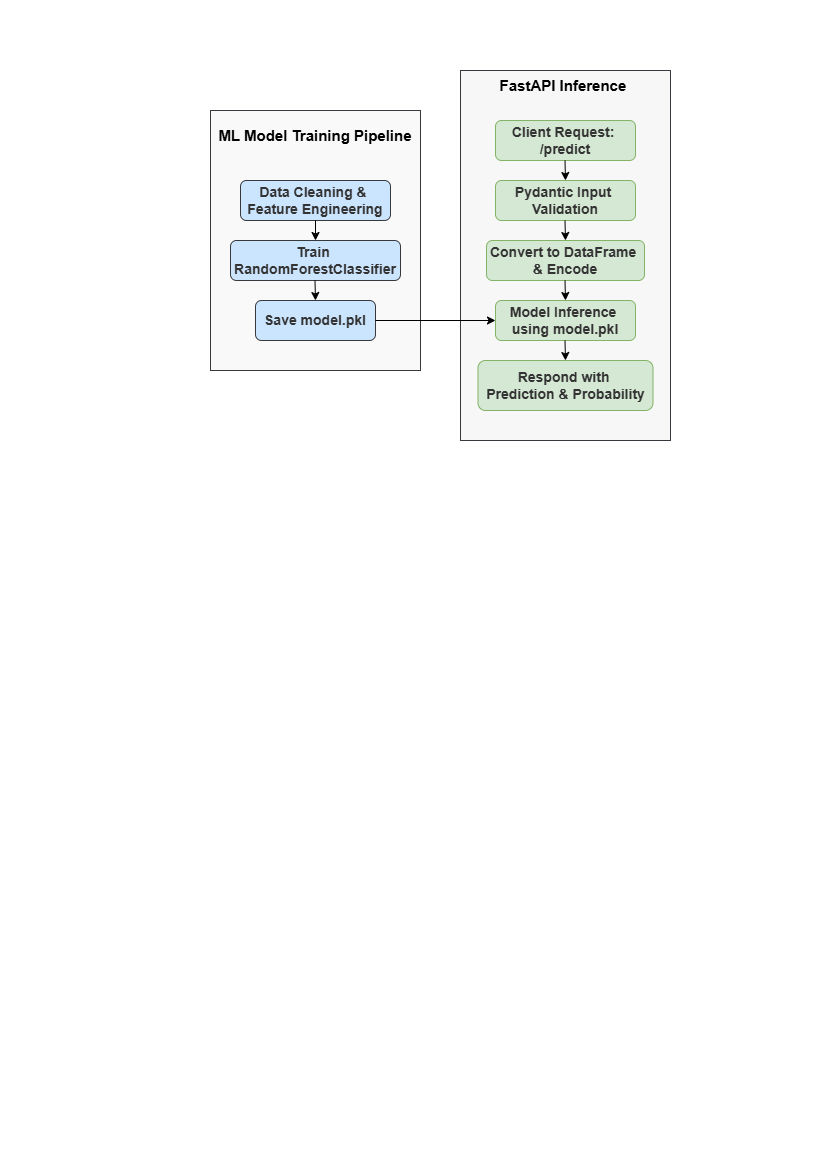 ML Model Training Pipeline
Data Cleaning &
Feature Engineering
Train
RandomForestClassifier
Save model.pkl
FastAPI Inference
Client Request:
/predict
Pydantic Input
Validation
Convert to DataFrame
& Encode
Model Inference
using model.pkl
Respond with
Prediction & Probability